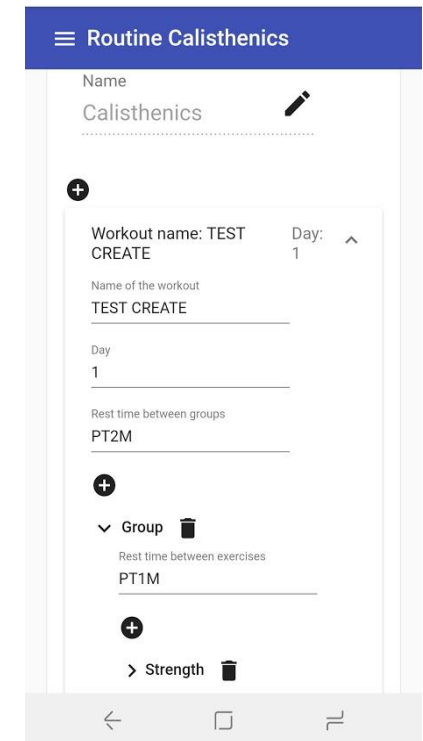 Routine Calisthenics
Name
Calisthenics
Workout name: TEST
CREATE
Day:
1
Name of the workout
TEST CREATE
Day
1
Rest time between groups
PT2M
Group
Rest time between exercises
PT1M
Strength